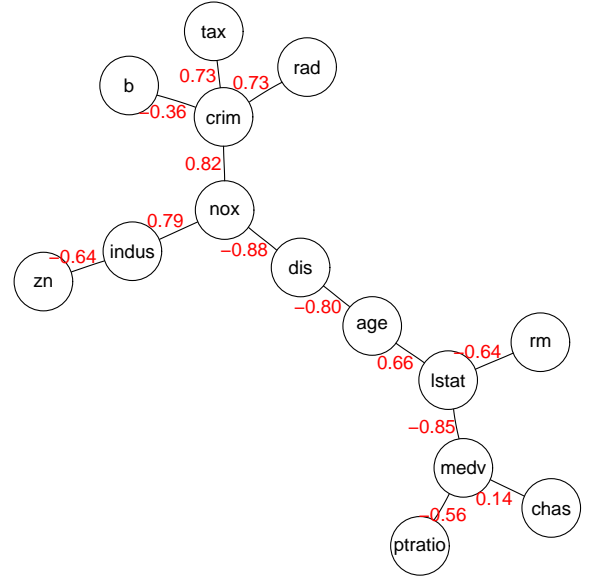 tax
rad
0.73
0.73
b
−0.36
crim
0.82
nox
0.79
indus
−0.88
−0.64
zn
dis
−0.80
age
rm
0.66
−0.64
lstat
−0.85
medv
0.14
chas
−0.56
ptratio